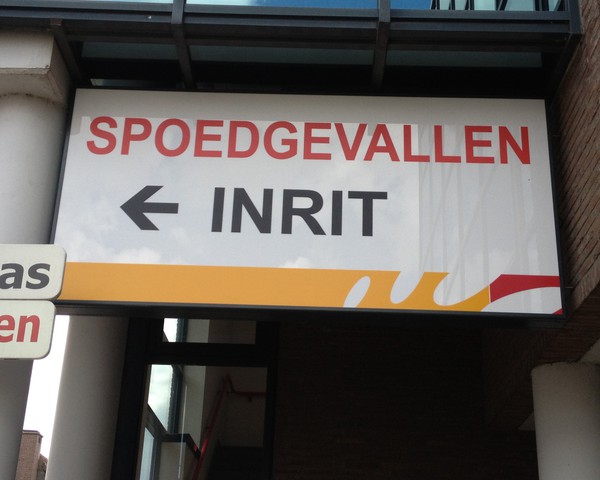 SPOEDGEVALLEN
← INRIT
as
en